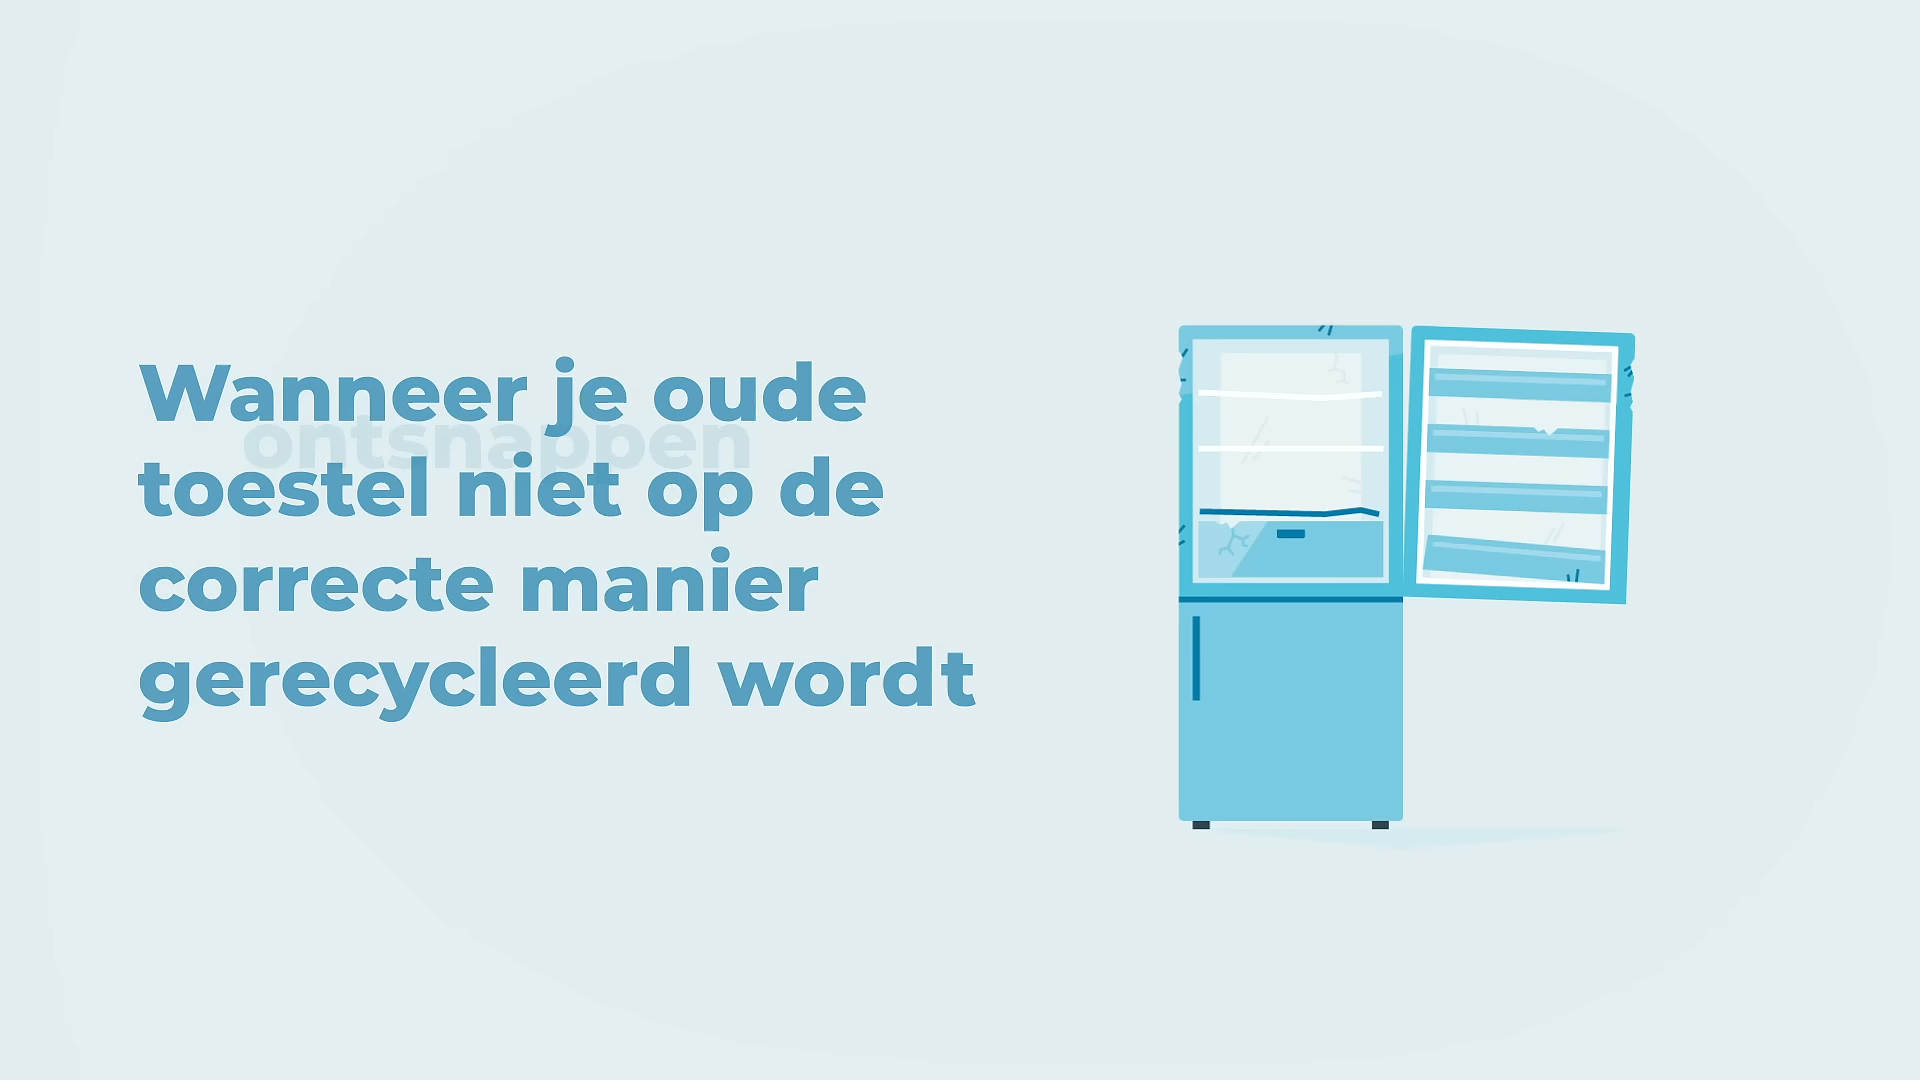 Wanneer je oude
ontsnappen
toestel niet op de
correcte manier
gerecycleerd wordt